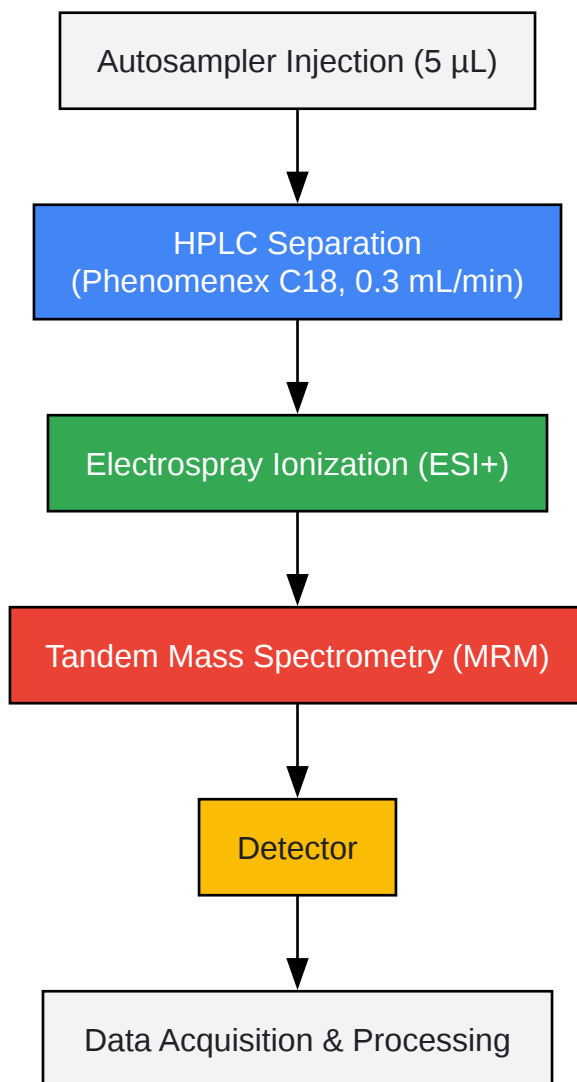 Autosampler Injection (5 µL)
HPLC Separation
(Phenomenex C18, 0.3 mL/min)
Electrospray Ionization (ESI+)
Tandem Mass Spectrometry (MRM)
Detector
Data Acquisition & Processing